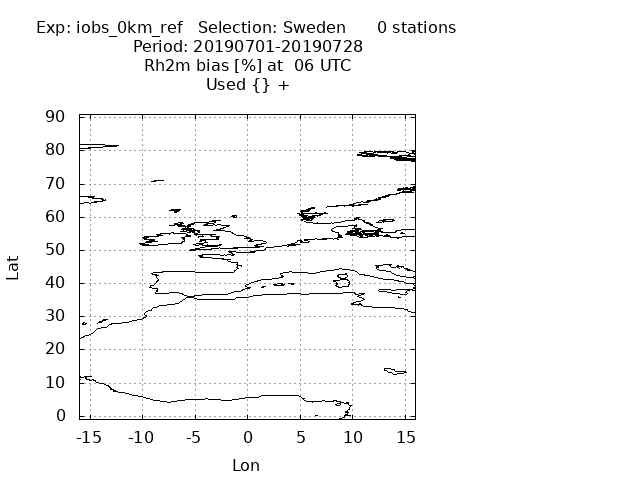 Exp: iobs_0km_ref   Selection: Sweden      0 stations
Period: 20190701-20190728
Rh2m bias [%] at  06 UTC
Used {} +
90
80
70
60
50
40
30
20
10
0
Lat
-15 -10 -5 0 5 10 15
Lon